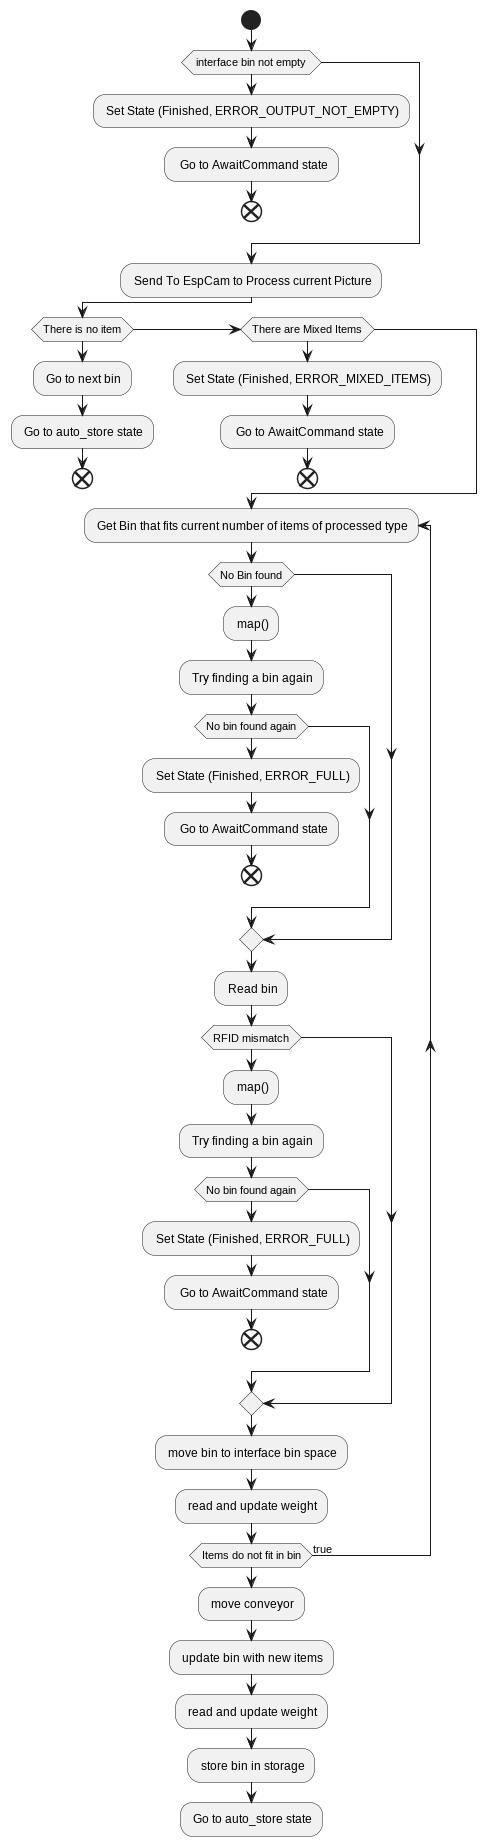 interface bin not empty
Set State (Finished, ERROR_OUTPUT_NOT_EMPTY)
Go to AwaitCommand state
Send To EspCam to Process current Picture
There is no item
There are Mixed Items
Go to next bin
Set State (Finished, ERROR_MIXED_ITEMS)
Go to auto_store state
Go to AwaitCommand state
Get Bin that fits current number of items of processed type
No Bin found
map()
Try finding a bin again
No bin found again
Set State (Finished, ERROR_FULL)
Go to AwaitCommand state
Read bin
RFID mismatch
map()
Try finding a bin again
No bin found again
Set State (Finished, ERROR_FULL)
Go to AwaitCommand state
move bin to interface bin space
read and update weight
Items do not fit in bin
true
move conveyor
update bin with new items
read and update weight
store bin in storage
Go to auto_store state